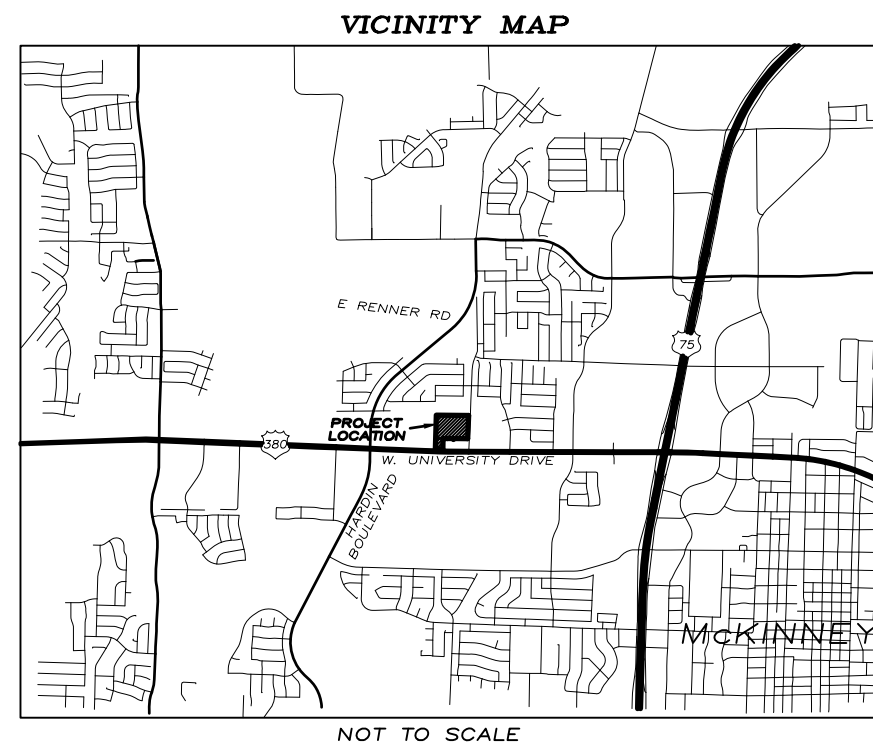 VICINITY MAP
E RENNER RD
75
PROJECT
LOCATION
380
W. UNIVERSITY DRIVE
HARDIN
BOULEVARD
McKINNEY
NOT TO SCALE